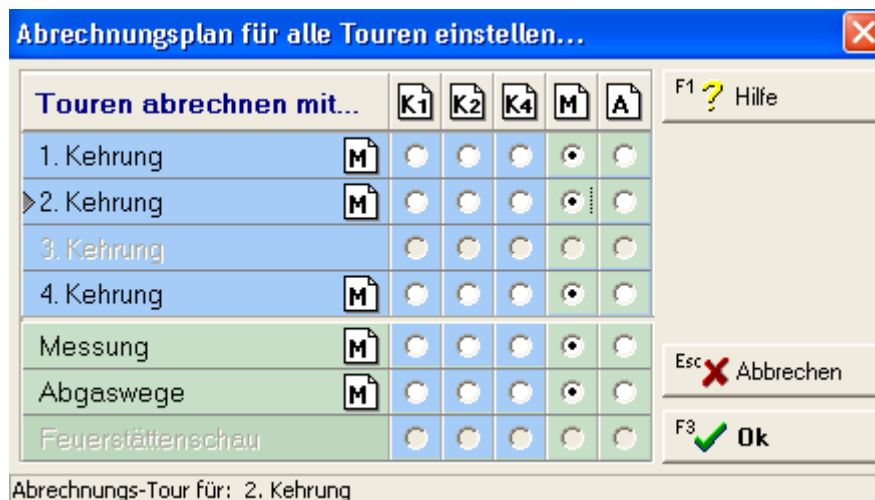 Abrechnungsplan für alle Touren einstellen...
Touren abrechnen mit... K1 K2 K4 M A
F1 ? Hilfe
1. Kehrung M
2. Kehrung M
3. Kehrung
4. Kehrung M
Messung M
Abgaswege M
Feuerstättenschau
Esc Abbrechen
F3 Ok
Abrechnungs-Tour für: 2. Kehrung